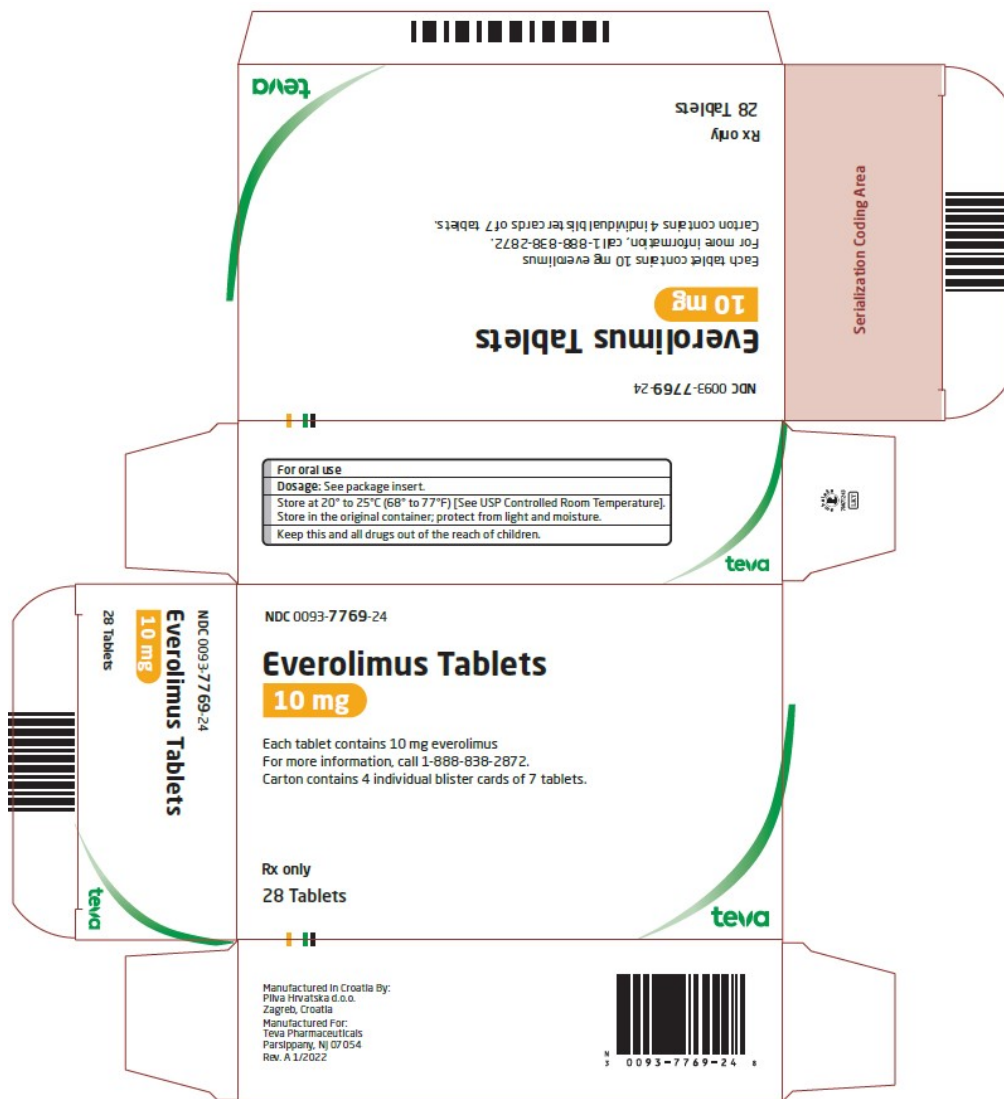 teva
28 Tablets
Rx only
Carton contains 4 individual blister cards of 7 tablets.
For more information, call 1-888-838-2872.
Each tablet contains 10 mg everolimus
10 mg
Everolimus Tablets
NDC 0093-7769-24
Serialization Coding Area
For oral use
Dosage: See package insert.
Store at 20° to 25°C (68° to 77°F) [See USP Controlled Room Temperature].
Store in the original container; protect from light and moisture.
Keep this and all drugs out of the reach of children.
teva
NDC 0093-7769-24
Everolimus Tablets
10 mg
28 Tablets
teva
NDC 0093-7769-24
Everolimus Tablets
10 mg
Each tablet contains 10 mg everolimus
For more information, call 1-888-838-2872.
Carton contains 4 individual blister cards of 7 tablets.
Rx only
28 Tablets
teva
Manufactured In Croatia By:
Pliva Hrvatska d.o.o.
Zagreb, Croatia
Manufactured For:
Teva Pharmaceuticals
Parsippany, NJ 07054
Rev. A 1/2022
N
3 0093-7769-24 8